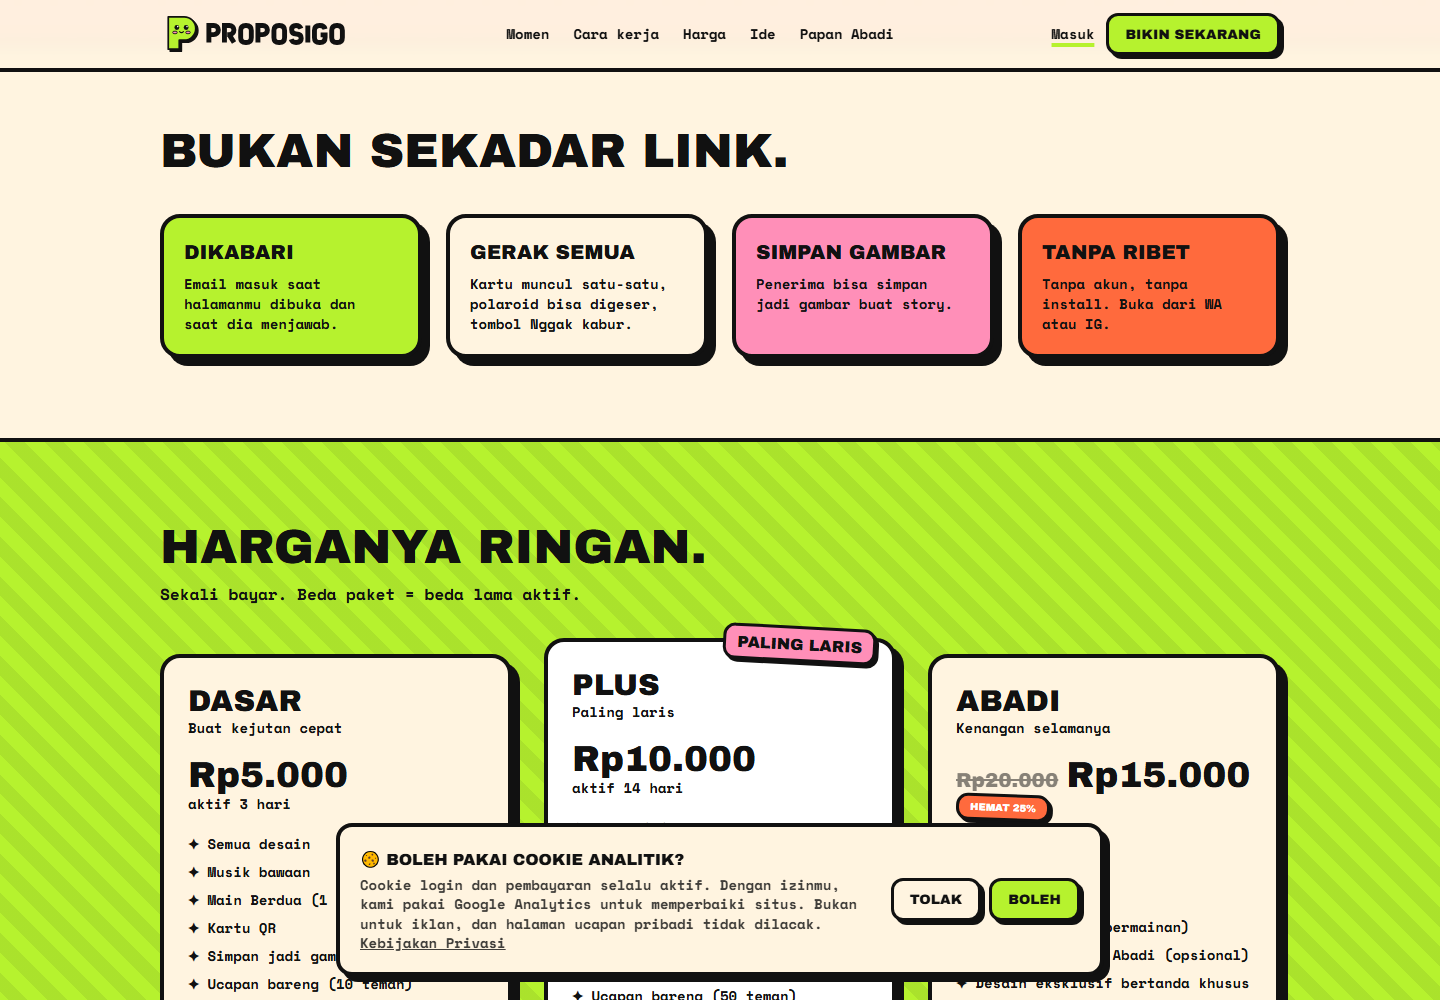 PROPOSIGO
Momen Cara kerja Harga Ide Papan Abadi
Masuk BIKIN SEKARANG
BUKAN SEKADAR LINK.
DIKABARI
Email masuk saat
halamanmu dibuka dan
saat dia menjawab.
GERAK SEMUA
Kartu muncul satu-satu,
polaroid bisa digeser,
tombol Nggak kabur.
SIMPAN GAMBAR
Penerima bisa simpan
jadi gambar buat story.
TANPA RIBET
Tanpa akun, tanpa
install. Buka dari WA
atau IG.
HARGANYA RINGAN.
Sekali bayar. Beda paket = beda lama aktif.
DASAR
Buat kejutan cepat
Rp5.000
aktif 3 hari
✦ Semua desain
✦ Musik bawaan
✦ Main Berdua (1
✦ Kartu QR
✦ Simpan jadi gam
✦ Ucapan bareng (10 teman)
PALING LARIS
PLUS
Paling laris
Rp10.000
aktif 14 hari
✦ Ucapan bareng (50 teman)
ABADI
Kenangan selamanya
Rp20.000 Rp15.000
HEMAT 25%
permainan)
Abadi (opsional)
✦ Desain eksklusif bertanda khusus
BOLEH PAKAI COOKIE ANALITIK?
Cookie login dan pembayaran selalu aktif. Dengan izinmu,
kami pakai Google Analytics untuk memperbaiki situs. Bukan
untuk iklan, dan halaman ucapan pribadi tidak dilacak.
Kebijakan Privasi
TOLAK BOLEH